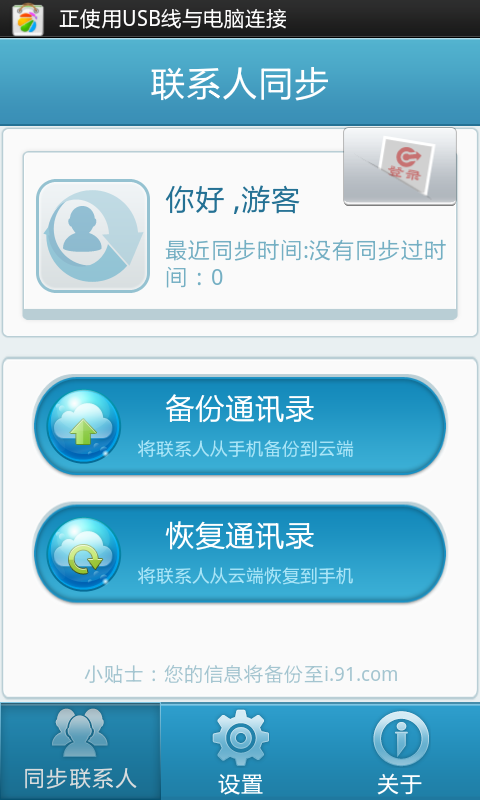 正使用USB线与电脑连接
联系人同步
登录
你好 ,游客
最近同步时间:没有同步过时
间：0
备份通讯录
将联系人从手机备份到云端
恢复通讯录
将联系人从云端恢复到手机
小贴士：您的信息将备份至i.91.com
同步联系人
设置
关于